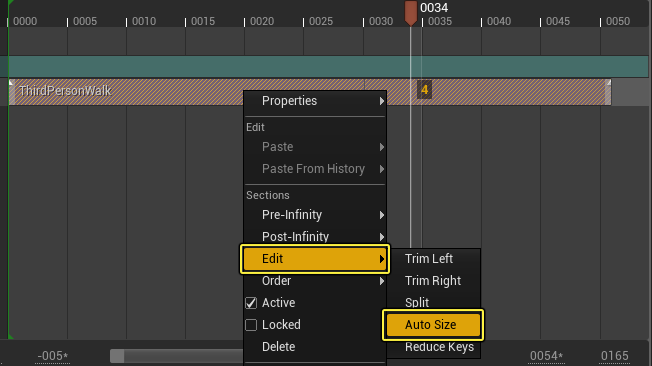 0034
0000 0005 0010 0015 0020 0025 0030 0035 0040 0045 0050
ThirdPersonWalk
4
Properties
Edit
Paste
Paste From History
Sections
Pre-Infinity
Post-Infinity
Edit
Trim Left
Order
Trim Right
Active
Split
Locked
Auto Size
Delete
Reduce Keys
-005* 0054* 0165